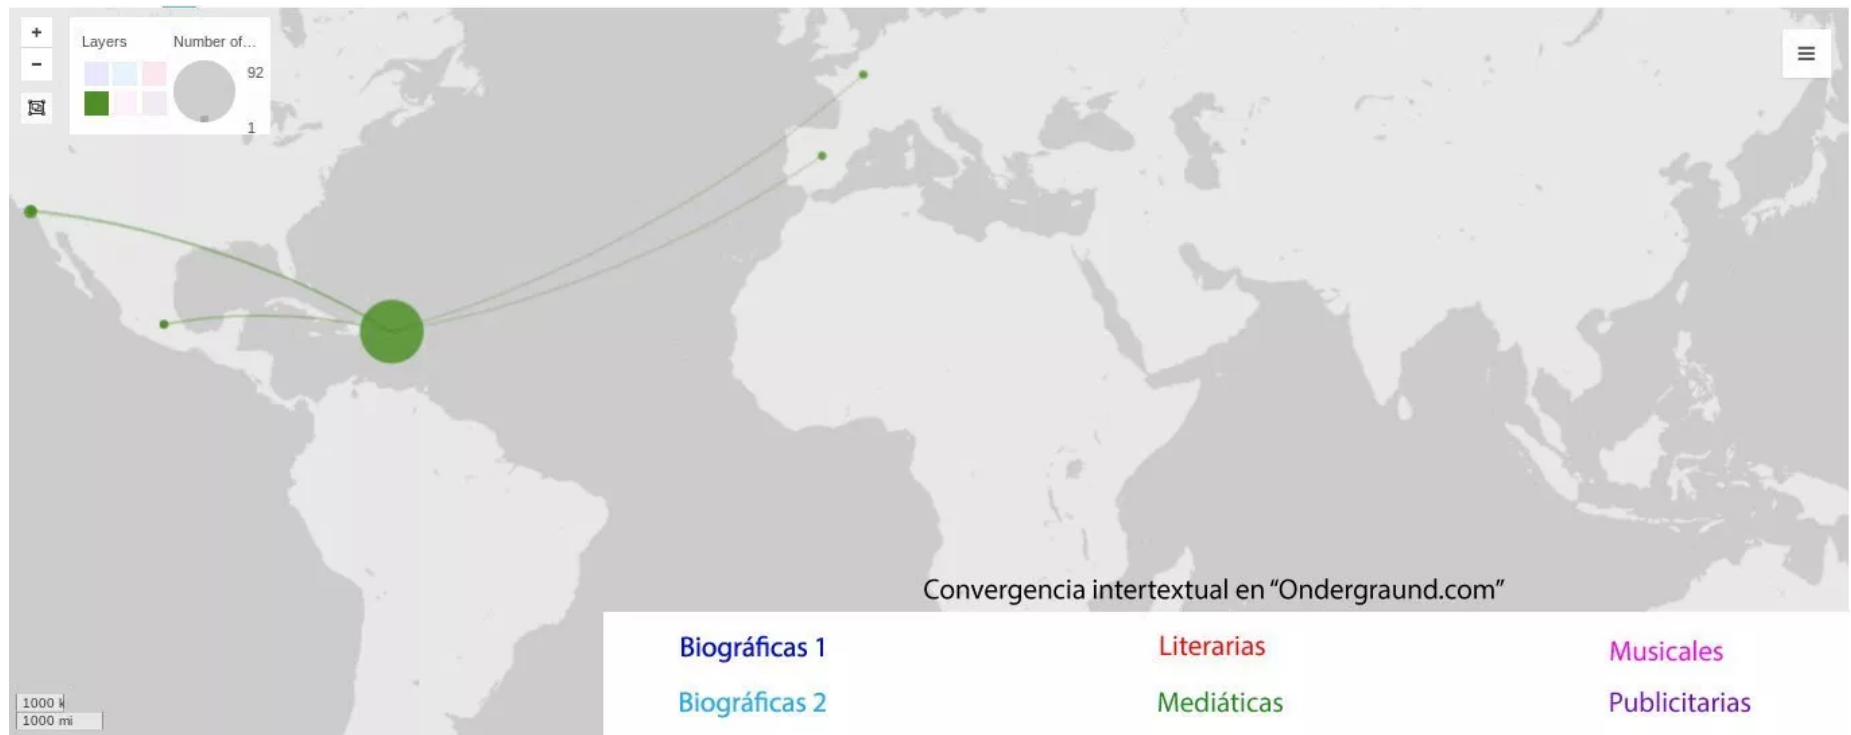 +
−
Layers
Number of...
92
1
≡
Convergencia intertextual en “Ondergraund.com”
Biográficas 1
Literarias
Musicales
Biográficas 2
Mediáticas
Publicitarias
1000 k
1000 mi